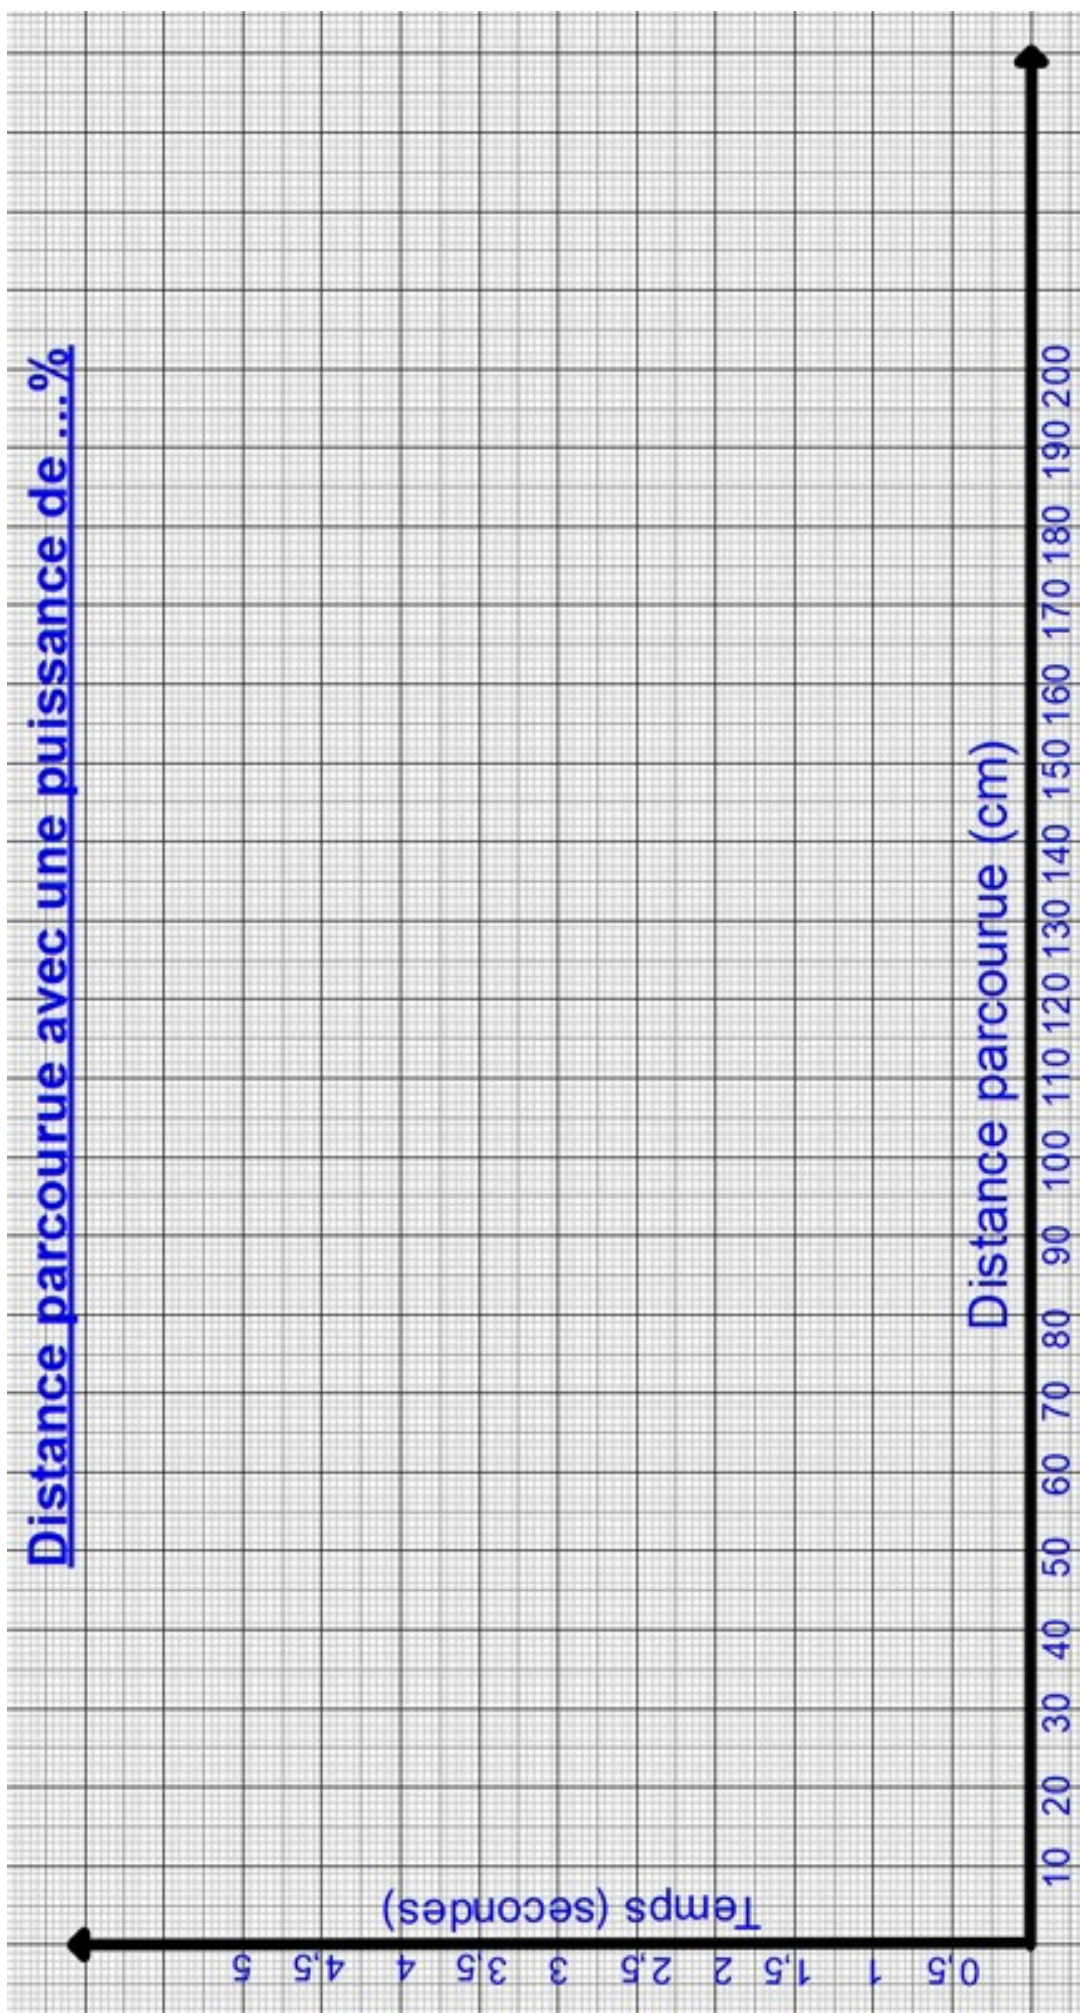 Distance parcourue avec une puissance de ....%
Temps (secondes)
5
4,5
4
3,5
3
2,5
2
1,5
1
0,5
Distance parcourue (cm)
10 20 30 40 50 60 70 80 90 100 110 120 130 140 150 160 170 180 190 200